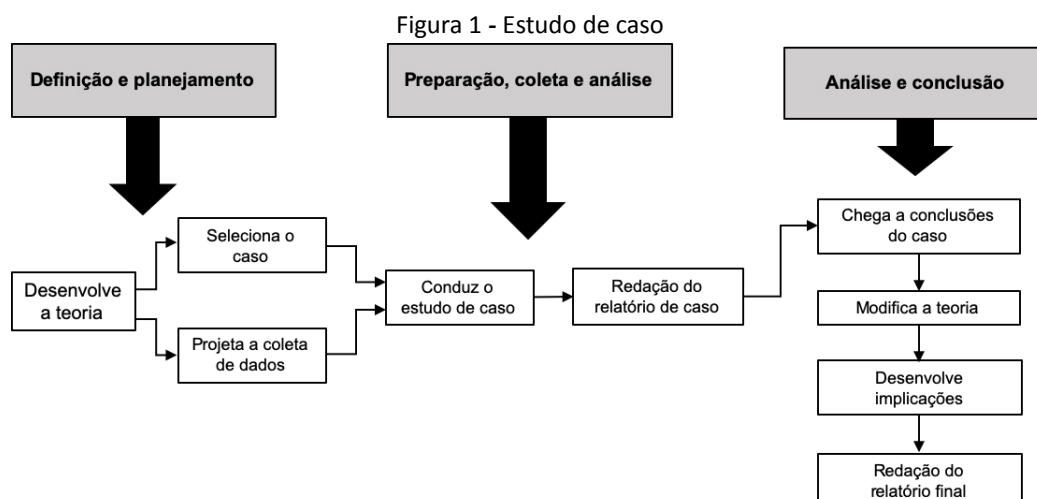 Figura 1 - Estudo de caso
Definição e planejamento
Preparação, coleta e análise
Análise e conclusão
Desenvolve
a teoria
Seleciona o
caso
Projeta a coleta
de dados
Conduz o
estudo de caso
Redação do
relatório de caso
Chega a conclusões
do caso
Modifica a teoria
Desenvolve
implicações
Redação do
relatório final